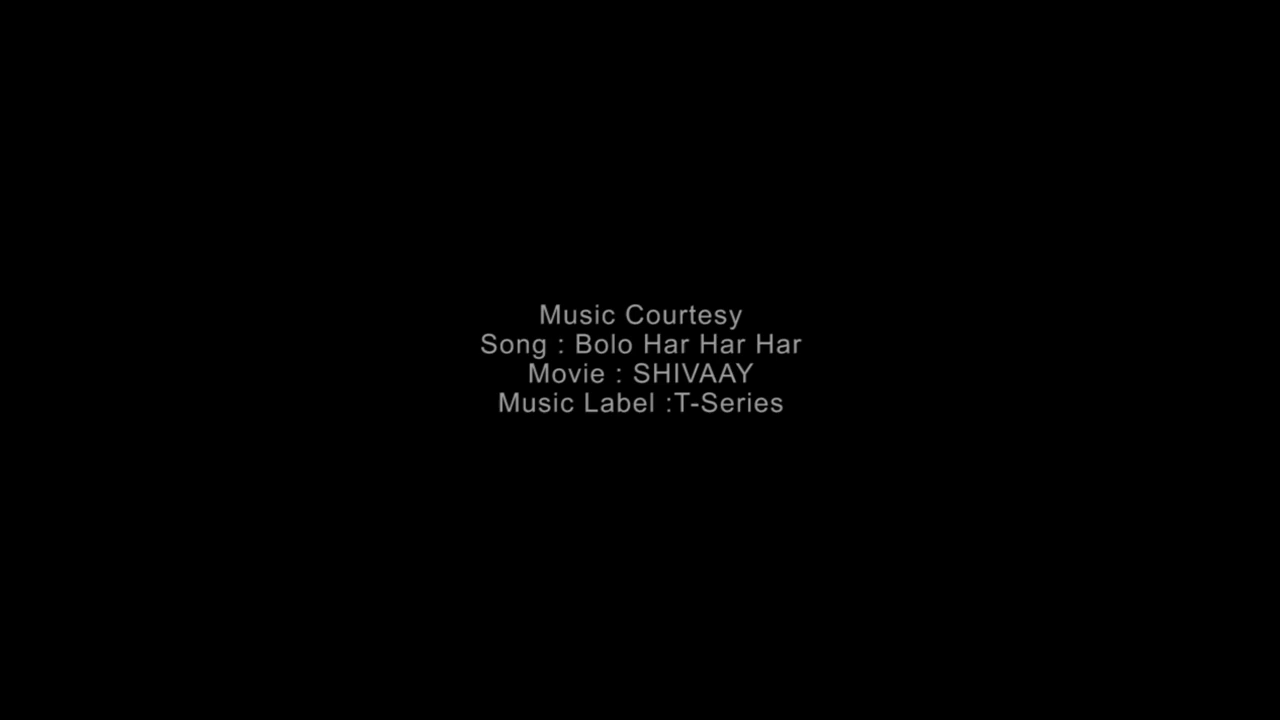 Music Courtesy
Song : Bolo Har Har Har
Movie : SHIVAAY
Music Label :T-Series